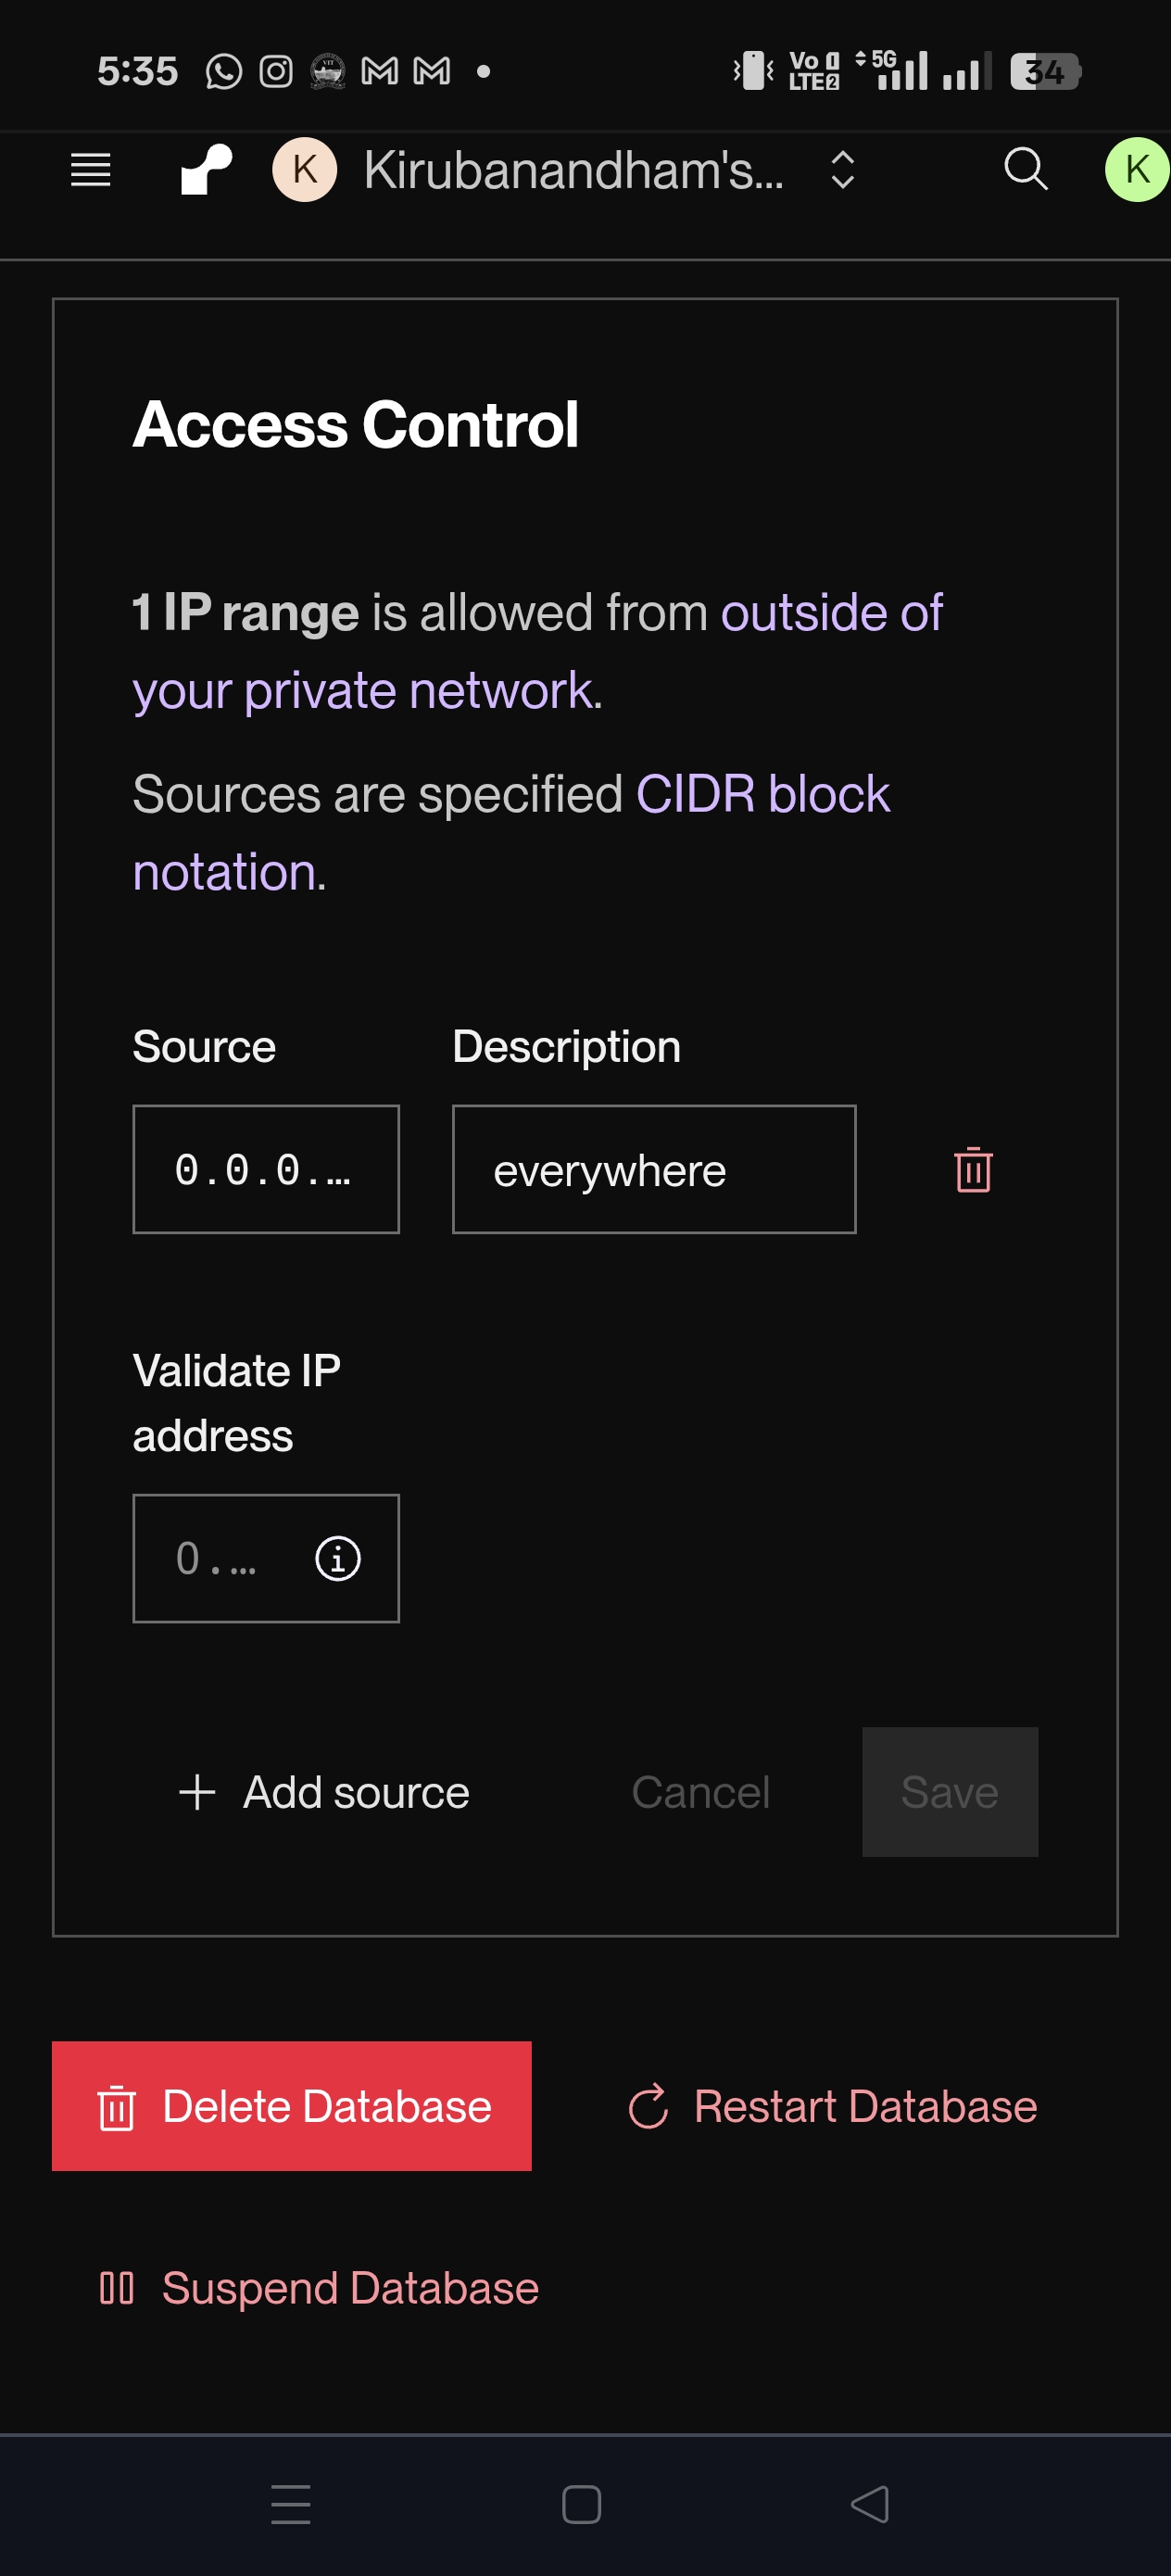 5:35 Vo LTE 2 5G 34
K Kirubanandham's... K
Access Control
1 IP range is allowed from outside of
your private network.
Sources are specified CIDR block
notation.
Source Description
0.0.0.… everywhere
Validate IP
address
0.…
+ Add source Cancel Save
Delete Database Restart Database
Suspend Database